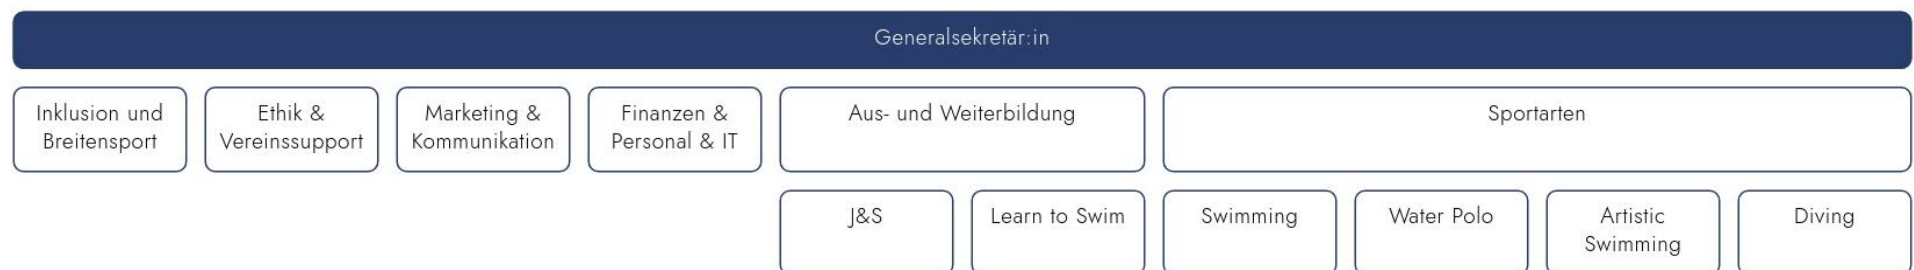 Generalsekretär:in
Inklusion und
Breitensport
Ethik &
Vereinssupport
Marketing &
Kommunikation
Finanzen &
Personal & IT
Aus- und Weiterbildung
Sportarten
J&S
Learn to Swim
Swimming
Water Polo
Artistic
Swimming
Diving